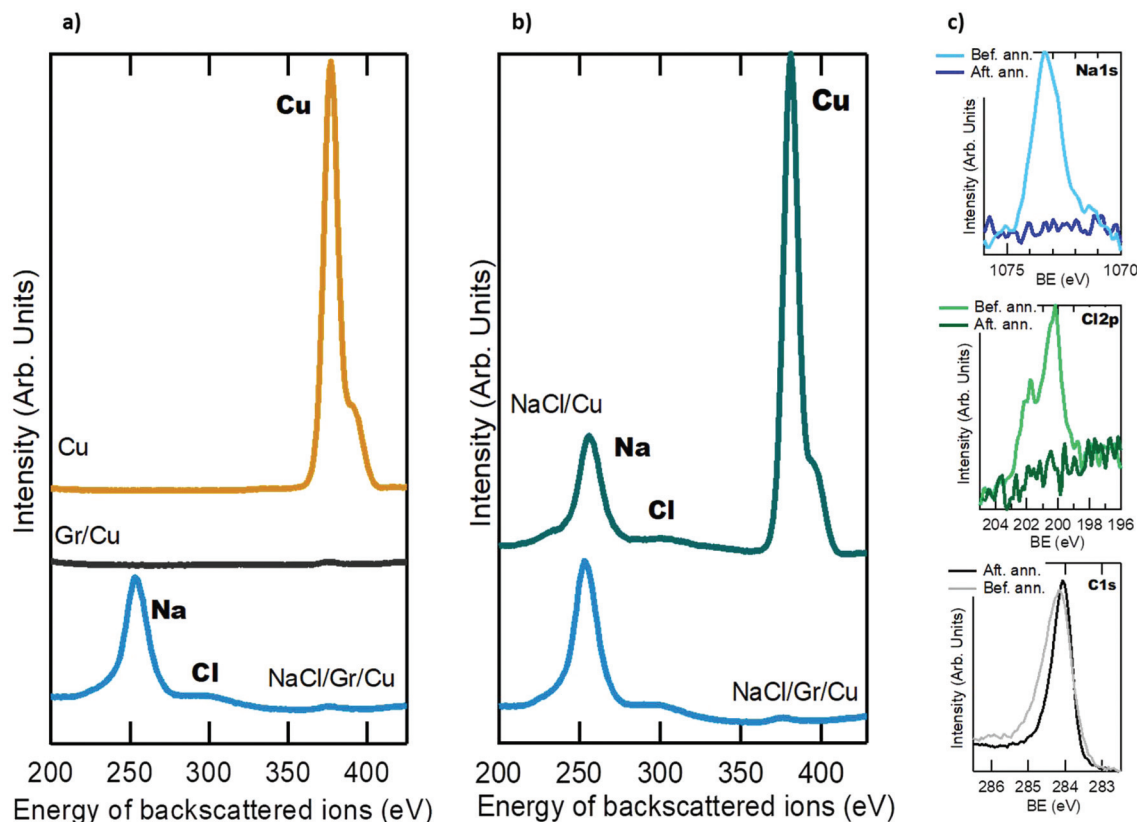 a)
Intensity (Arb. Units)
Cu
Cu
Gr/Cu
Na
Cl
NaCl/Gr/Cu
200 250 300 350 400
Energy of backscattered ions (eV)
b)
Intensity (Arb. Units)
Cu
NaCl/Cu
Na
Cl
NaCl/Gr/Cu
200 250 300 350 400
Energy of backscattered ions (eV)
c)
Bef. ann.
Aft. ann.
Na1s
Intensity (Arb. Units)
1075 1070
BE (eV)
Bef. ann.
Aft. ann.
Cl2p
Intensity (Arb. Units)
204 202 200 198 196
BE (eV)
Aft. ann.
Bef. ann.
C1s
Intensity (Arb. Units)
286 285 284 283
BE (eV)